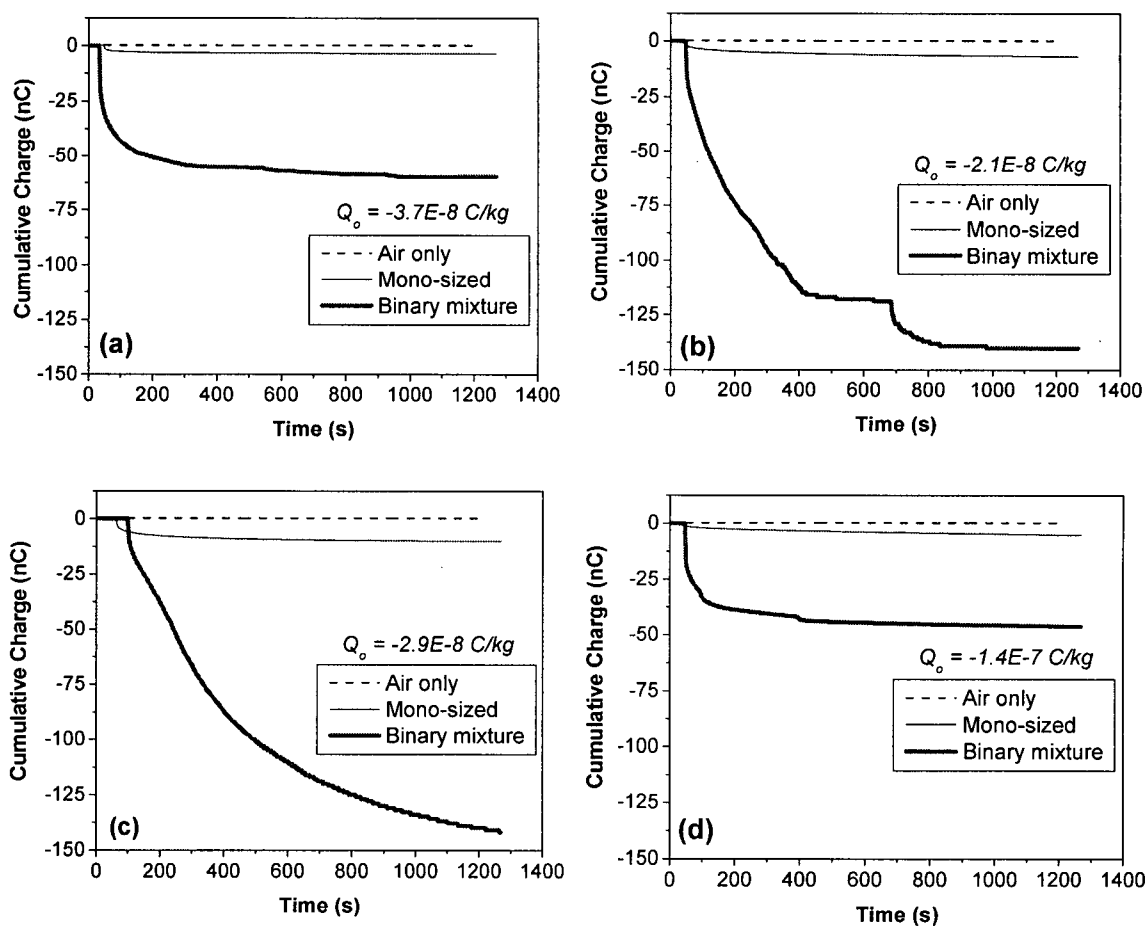 0
-25
-50
-75
-100
-125
-150
Cumulative Charge (nC)
Q_o = -3.7E-8 C/kg
Air only
Mono-sized
Binary mixture
(a)
0 200 400 600 800 1000 1200 1400
Time (s)
0
-25
-50
-75
-100
-125
-150
Cumulative Charge (nC)
Q_o = -2.1E-8 C/kg
Air only
Mono-sized
Binay mixture
(b)
0 200 400 600 800 1000 1200 1400
Time (s)
0
-25
-50
-75
-100
-125
-150
Cumulative Charge (nC)
Q_o = -2.9E-8 C/kg
Air only
Mono-sized
Binary mixture
(c)
0 200 400 600 800 1000 1200 1400
Time (s)
0
-25
-50
-75
-100
-125
-150
Cumulative Charge (nC)
Q_o = -1.4E-7 C/kg
Air only
Mono-sized
Binary mixture
(d)
0 200 400 600 800 1000 1200 1400
Time (s)